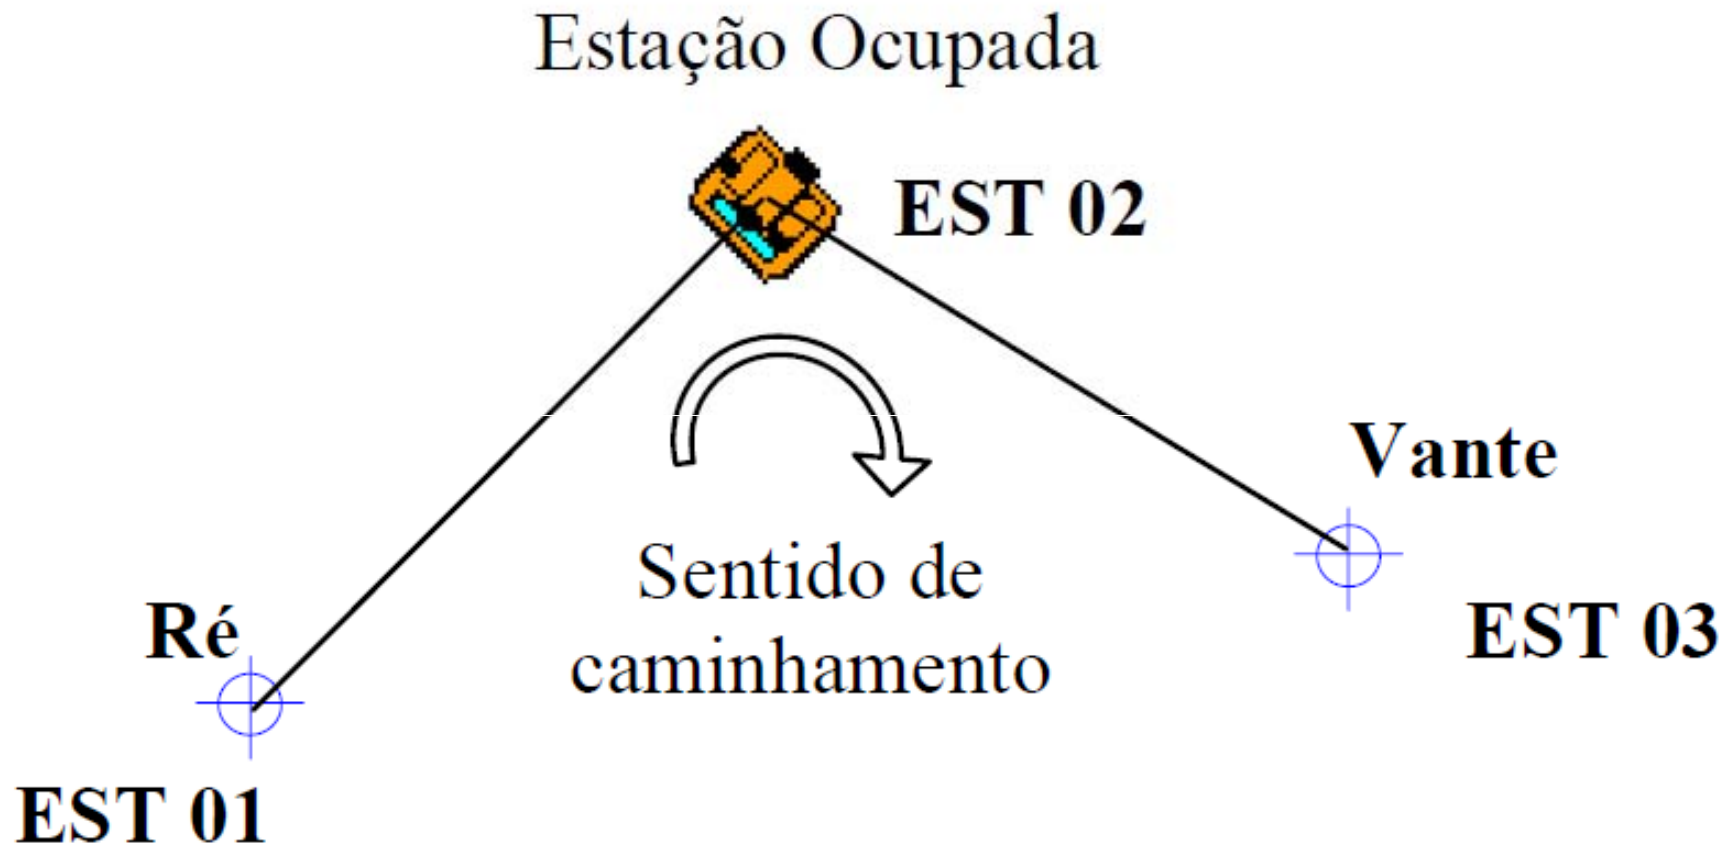 Estação Ocupada
EST 02
Vante
Sentido de
caminhamento
Ré
EST 03
EST 01